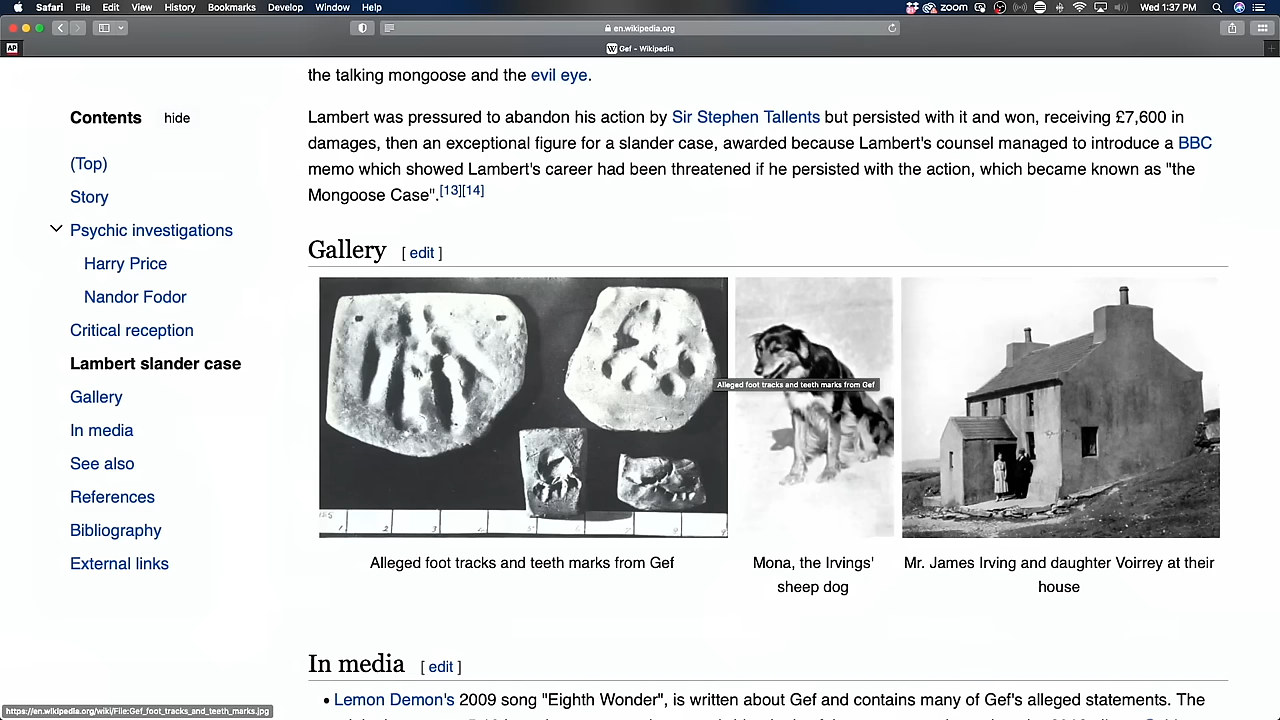 Safari File Edit View History Bookmarks Develop Window Help zoom Wed 1:37 PM
en.wikipedia.org
AP W Gef – Wikipedia
the talking mongoose and the evil eye.
Contents hide
(Top)
Story
Psychic investigations
Harry Price
Nandor Fodor
Critical reception
Lambert slander case
Gallery
In media
See also
References
Bibliography
External links
Lambert was pressured to abandon his action by Sir Stephen Tallents but persisted with it and won, receiving £7,600 in
damages, then an exceptional figure for a slander case, awarded because Lambert's counsel managed to introduce a BBC
memo which showed Lambert's career had been threatened if he persisted with the action, which became known as "the
Mongoose Case".[13][14]
Gallery [ edit ]
Alleged foot tracks and teeth marks from Gef
Alleged foot tracks and teeth marks from Gef
Mona, the Irvings'
sheep dog
Mr. James Irving and daughter Voirrey at their
house
In media [ edit ]
• Lemon Demon's 2009 song "Eighth Wonder", is written about Gef and contains many of Gef's alleged statements. The
https://en.wikipedia.org/wiki/File:Gef_foot_tracks_and_teeth_marks.jpg